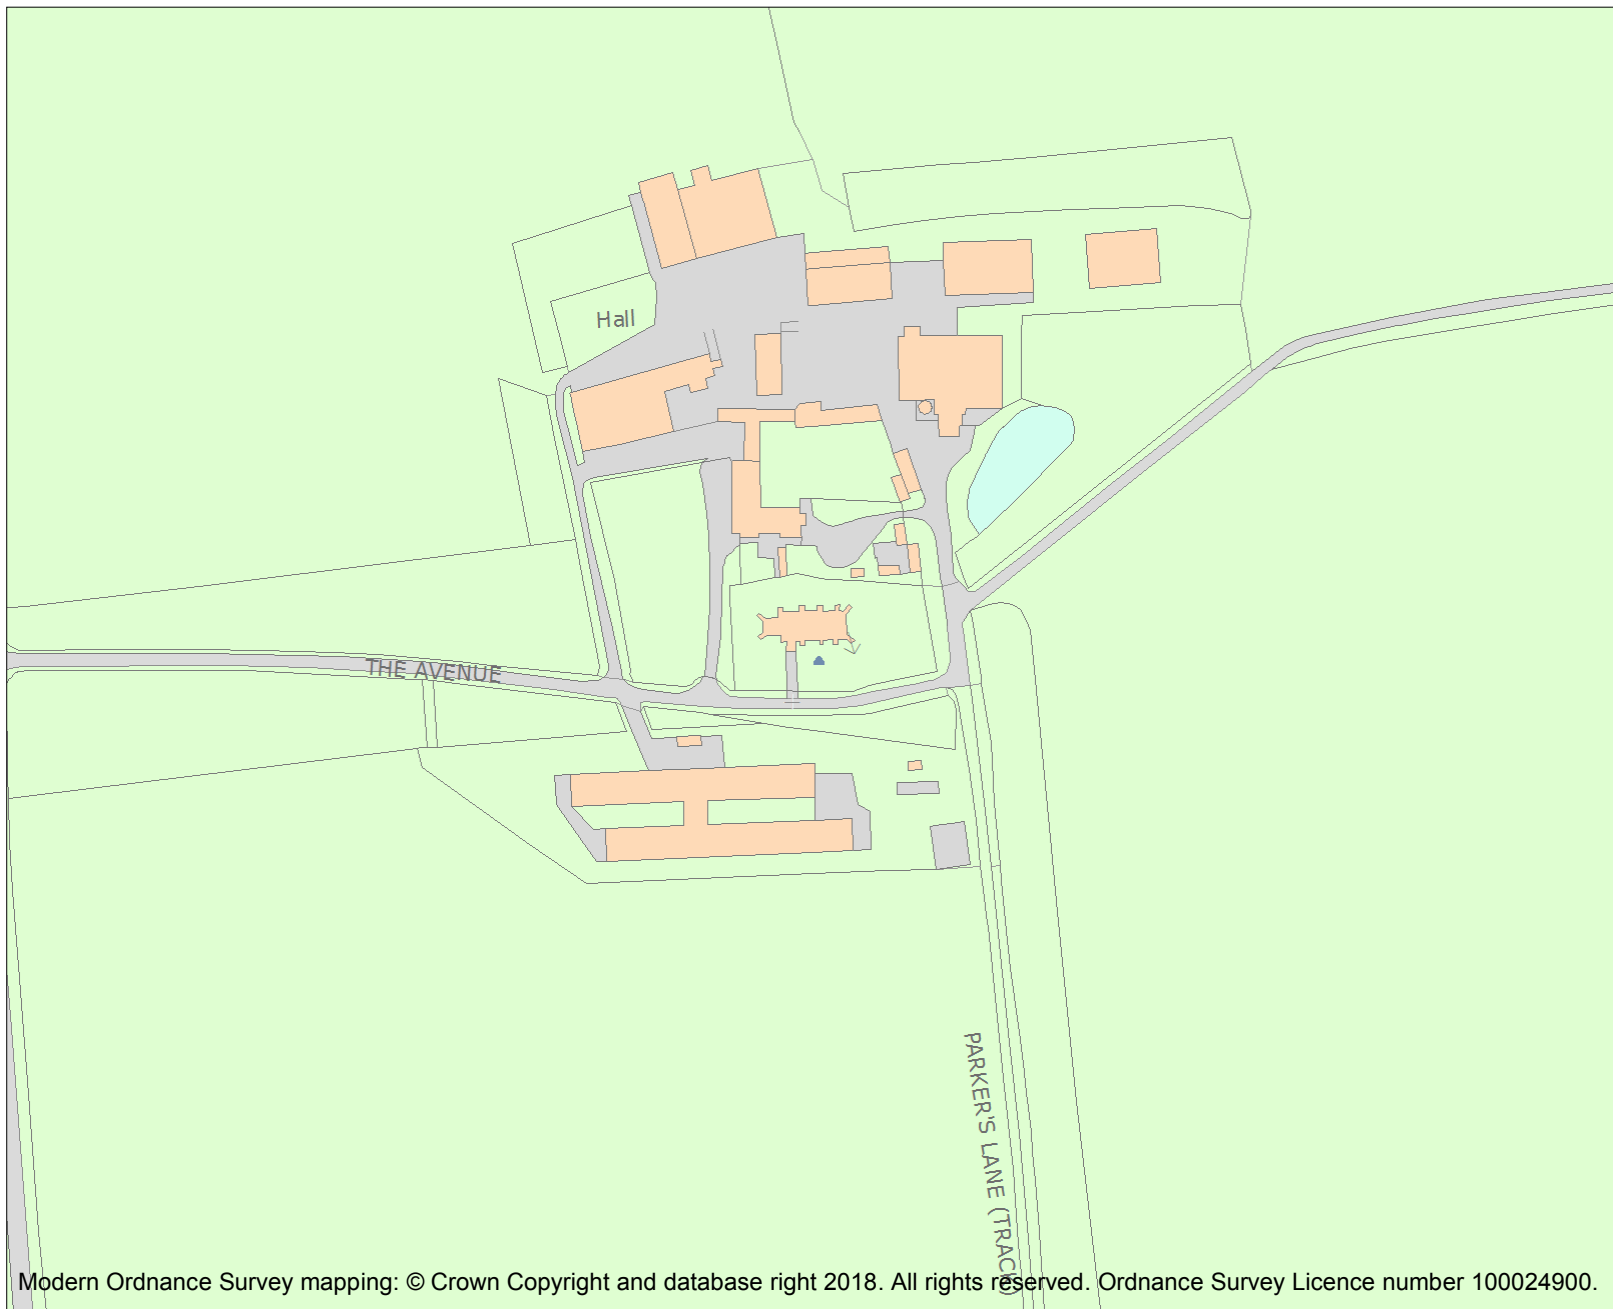 Hall
THE AVENUE
PARKER'S LANE (TRACK)
Modern Ordnance Survey mapping: © Crown Copyright and database right 2018. All rights reserved. Ordnance Survey Licence number 100024900.